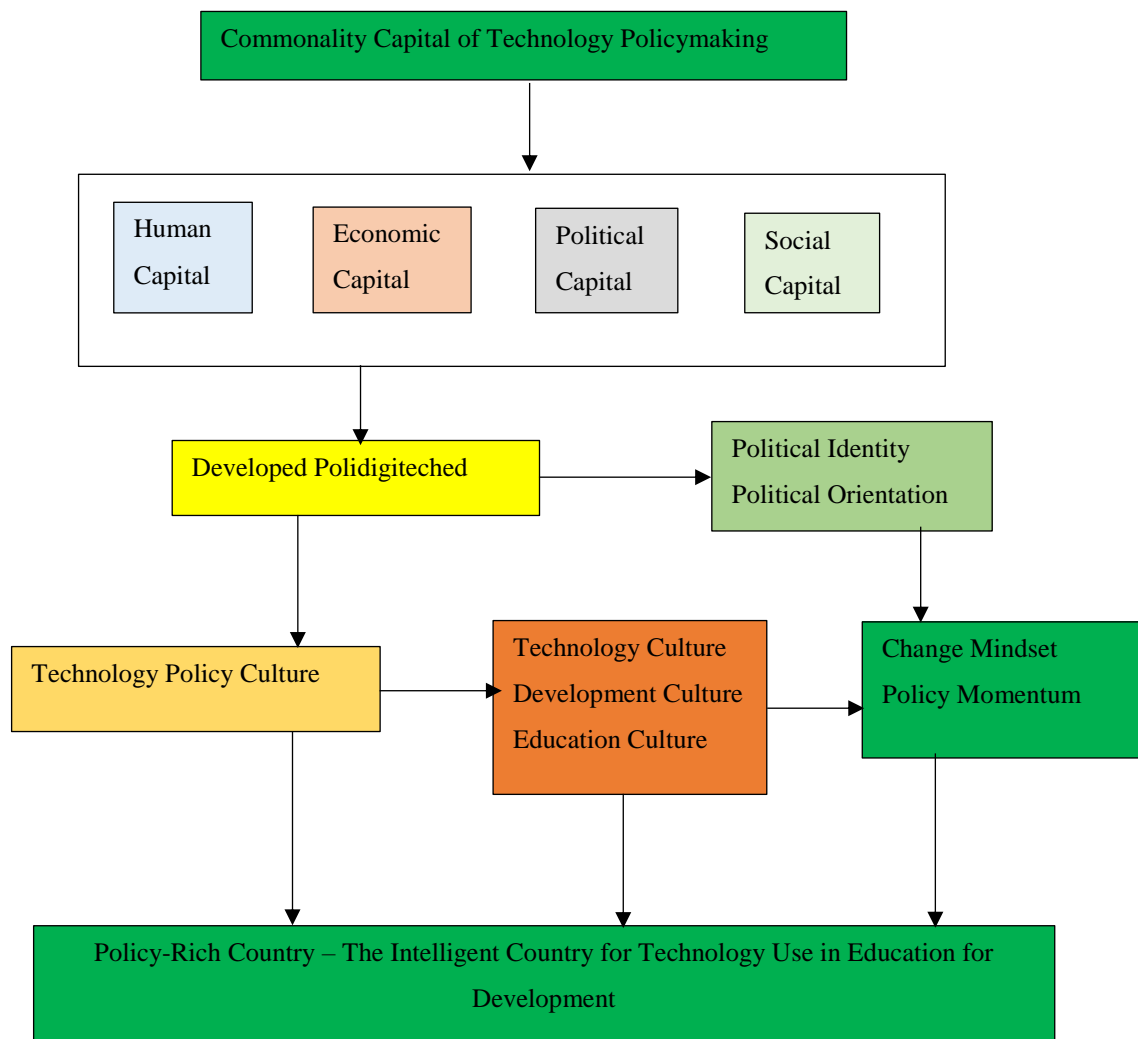 Commonality Capital of Technology Policymaking
Human
Capital
Economic
Capital
Political
Capital
Social
Capital
Developed Polidigiteched
Political Identity
Political Orientation
Technology Policy Culture
Technology Culture
Development Culture
Education Culture
Change Mindset
Policy Momentum
Policy-Rich Country – The Intelligent Country for Technology Use in Education for
Development